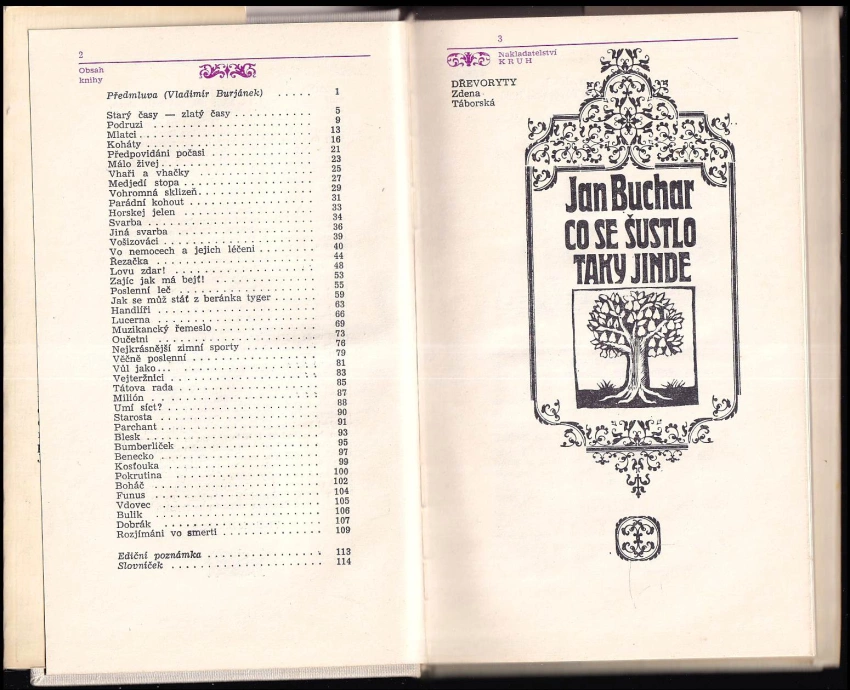 2
Obsah
knihy
Předmluva (Vladimír Burjánek) ..... 1
Starý časy — zlatý časy ............ 5
Podruzi ............ 9
Mlatci ............ 13
Koháty ............ 16
Předpovidání počasi ............ 21
Málo živej ............ 23
Vhaři a vhačky ............ 25
Medjedí stopa ............ 27
Vohromná sklizeň ............ 29
Parádní kohout ............ 31
Horskej jelen ............ 33
Svarba ............ 34
Jiná svarba ............ 36
Vošizováci ............ 39
Vo nemocech a jejich léčení ............ 40
Řezačka ............ 44
Lovu zdar! ............ 48
Zajíc jak má bejť! ............ 53
Poslenní leč ............ 55
Jak se můž stáť z beránka tyger ...... 59
Handlíři ............ 63
Lucerna ............ 66
Muzikancký řemeslo ............ 69
Oučetni ............ 73
Nejkrásnější zimní sporty ............ 76
Věčně poslenní ............ 79
Vůl jako... ............ 81
Vejteržnící ............ 83
Tátova rada ............ 85
Milión ............ 87
Umí síct? ............ 88
Starosta ............ 90
Parchant ............ 91
Blesk ............ 93
Bumberlíček ............ 95
Benecko ............ 97
Kosťouka ............ 99
Pokrutina ............ 100
Boháč ............ 102
Funus ............ 104
Vdovec ............ 105
Bulík ............ 106
Dobrák ............ 107
Rozjímání vo smerti ............ 109
Ediční poznámka ............ 113
Slovníček ............ 114
3
Nakladatelství
KRUH
DŘEVORYTY
Zdena
Táborská
Jan Buchar
CO SE ŠUSTLO
TAKY JINDE